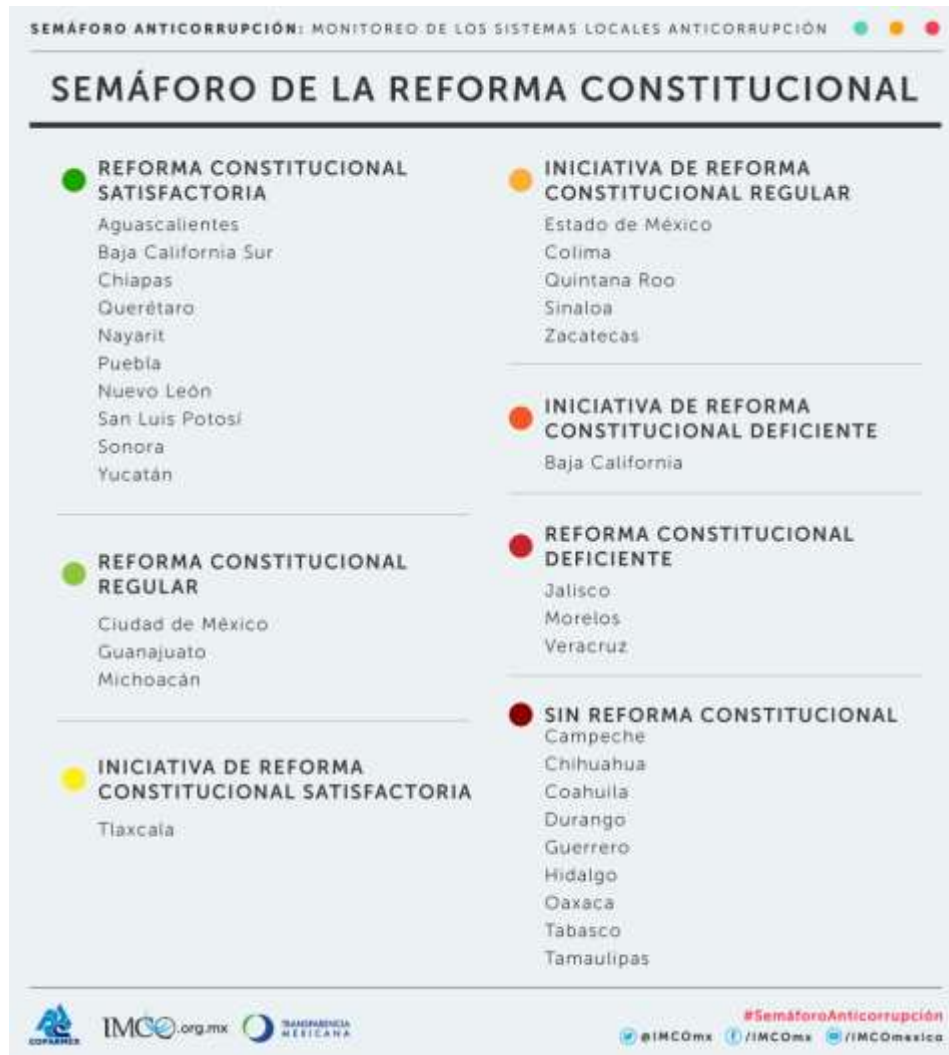 SEMÁFORO ANTICORRUPCIÓN: MONITOREO DE LOS SISTEMAS LOCALES ANTICORRUPCIÓN
SEMÁFORO DE LA REFORMA CONSTITUCIONAL
REFORMA CONSTITUCIONAL
SATISFACTORIA
Aguascalientes
Baja California Sur
Chiapas
Querétaro
Nayarit
Puebla
Nuevo León
San Luis Potosí
Sonora
Yucatán
REFORMA CONSTITUCIONAL
REGULAR
Ciudad de México
Guanajuato
Michoacán
INICIATIVA DE REFORMA
CONSTITUCIONAL SATISFACTORIA
Tlaxcala
INICIATIVA DE REFORMA
CONSTITUCIONAL REGULAR
Estado de México
Colima
Quintana Roo
Sinaloa
Zacatecas
INICIATIVA DE REFORMA
CONSTITUCIONAL DEFICIENTE
Baja California
REFORMA CONSTITUCIONAL
DEFICIENTE
Jalisco
Morelos
Veracruz
SIN REFORMA CONSTITUCIONAL
Campeche
Chihuahua
Coahuila
Durango
Guerrero
Hidalgo
Oaxaca
Tabasco
Tamaulipas
COPARMEX
IMCO.org.mx
TRANSPARENCIA
MEXICANA
#SemáforoAnticorrupción
@IMCOmx /IMCOmx /IMCOmexico